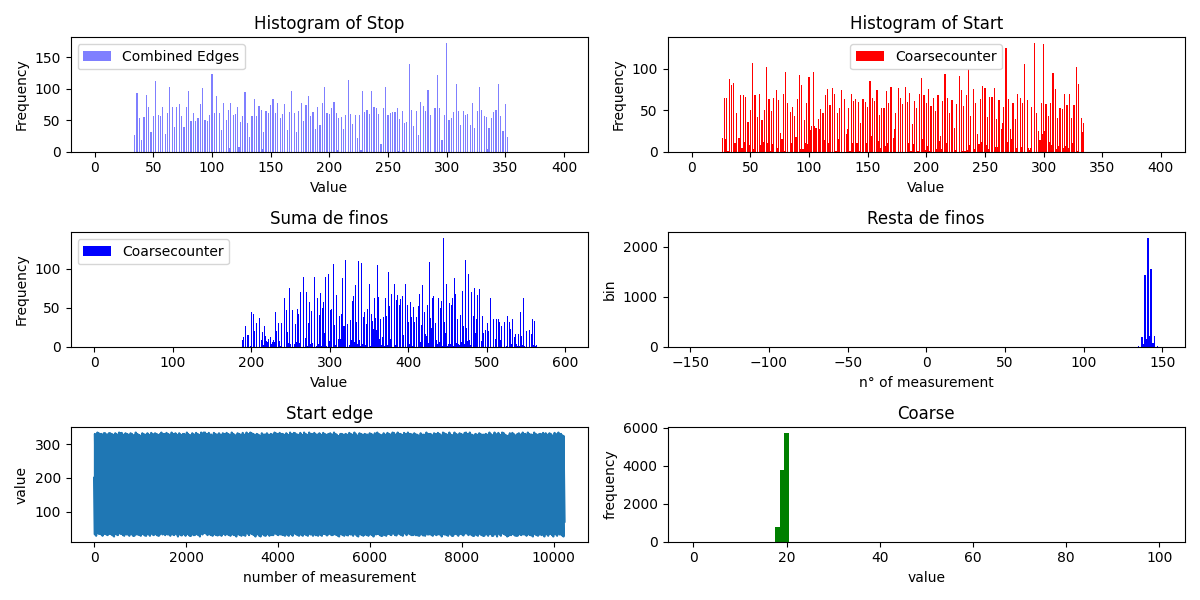 Histogram of Stop
Frequency
150
100
50
0
Combined Edges
0 50 100 150 200 250 300 350 400
Value
Histogram of Start
Frequency
100
50
0
Coarsecounter
0 50 100 150 200 250 300 350 400
Value
Suma de finos
Frequency
100
50
0
Coarsecounter
0 100 200 300 400 500 600
Value
Resta de finos
bin
2000
1000
0
−150 −100 −50 0 50 100 150
n° of measurement
Start edge
value
300
200
100
0 2000 4000 6000 8000 10000
number of measurement
Coarse
frequency
6000
4000
2000
0
0 20 40 60 80 100
value